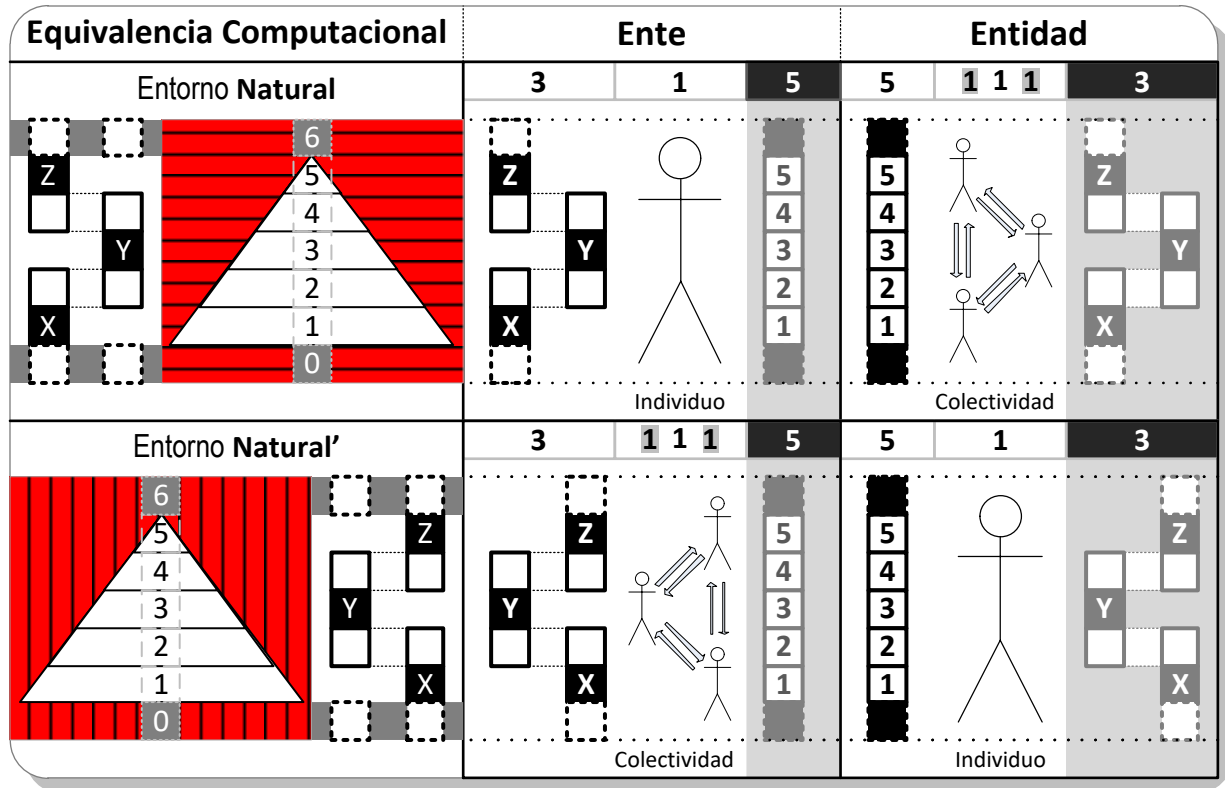 Equivalencia Computacional Ente Entidad
Entorno Natural 3 1 5 5 1 1 1 3
6
Z 5 Z 5 5 Z
4 4 4
Y 3 Y 3 3 Y
2 2 2
X 1 X 1 1 X
0
Individuo Colectividad
Entorno Natural’ 3 1 1 1 5 5 1 3
6
5 Z Z 5 5 Z
4 4 4
3 Y Y 3 3 Y
2 2 2
1 X X 1 1 X
0
Colectividad Individuo